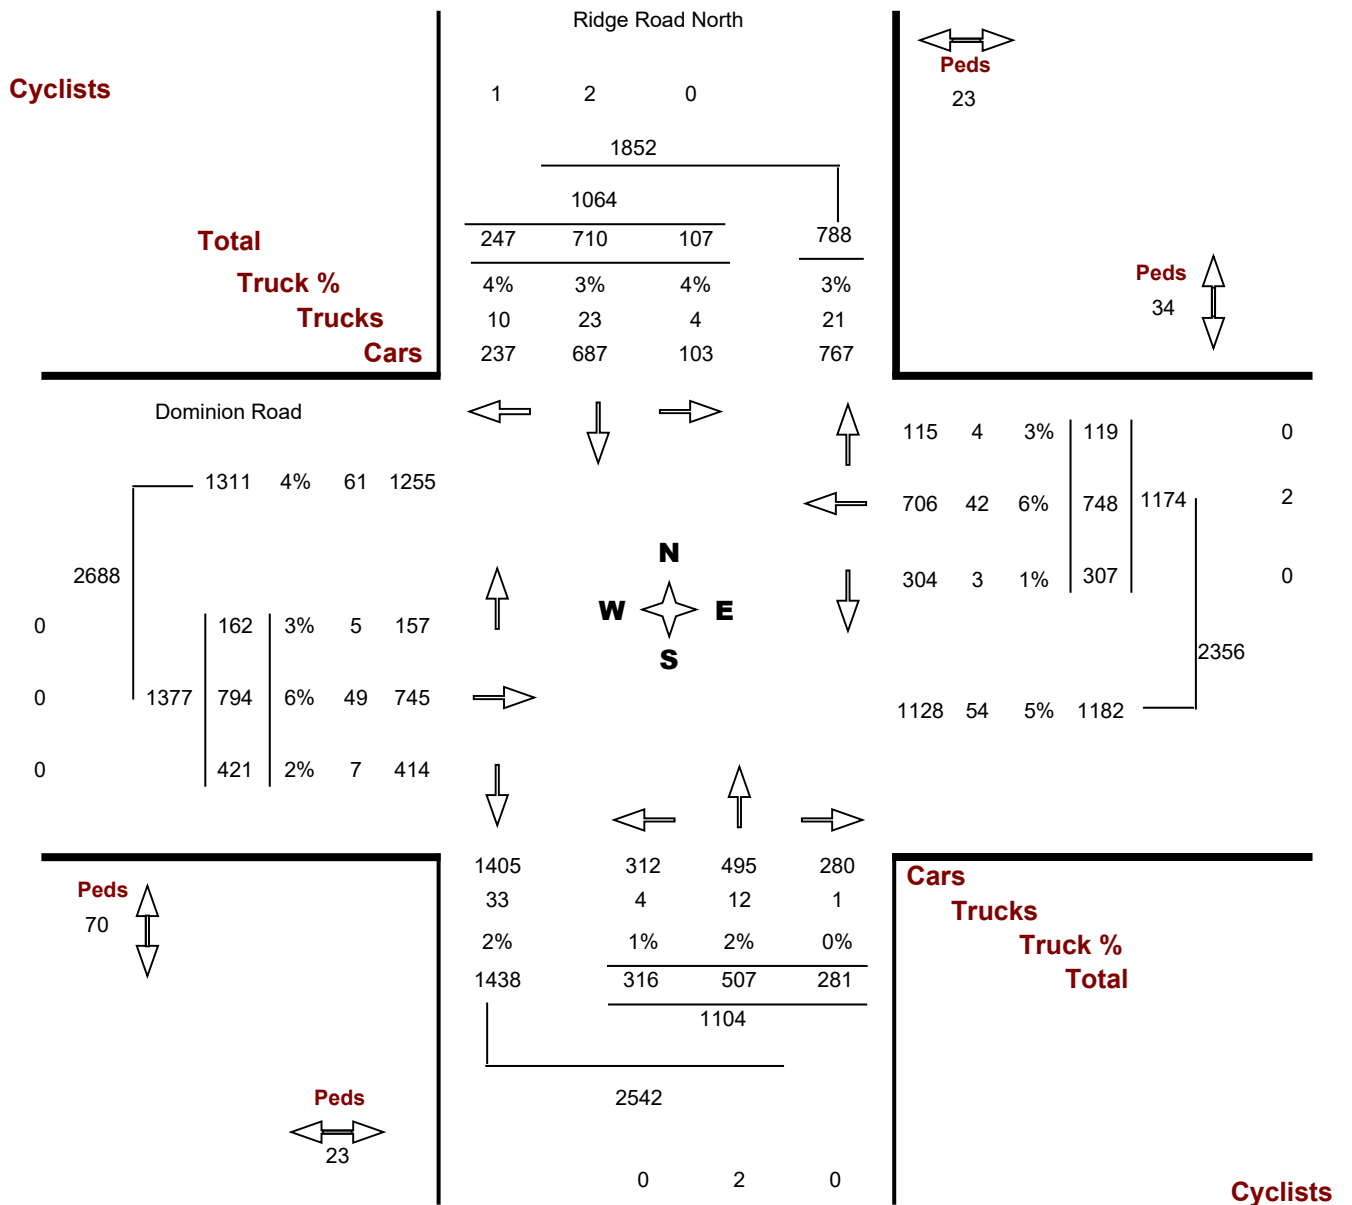 Ridge Road North
Peds
23
Cyclists
1 2 0
1852
1064
Total 247 710 107 788
Truck % 4% 3% 4% 3%
Trucks 10 23 4 21
Cars 237 687 103 767
Peds
34
Dominion Road
115 4 3% 119 0
1311 4% 61 1255
706 42 6% 748 1174 2
N
2688
304 3 1% 307 0
W E
0 162 3% 5 157
S
2356
0 1377 794 6% 49 745
1128 54 5% 1182
0 421 2% 7 414
1405 312 495 280 Cars
Peds
70
33 4 12 1 Trucks
2% 1% 2% 0% Truck %
1438 316 507 281 Total
1104
Peds
23
2542
0 2 0
Cyclists